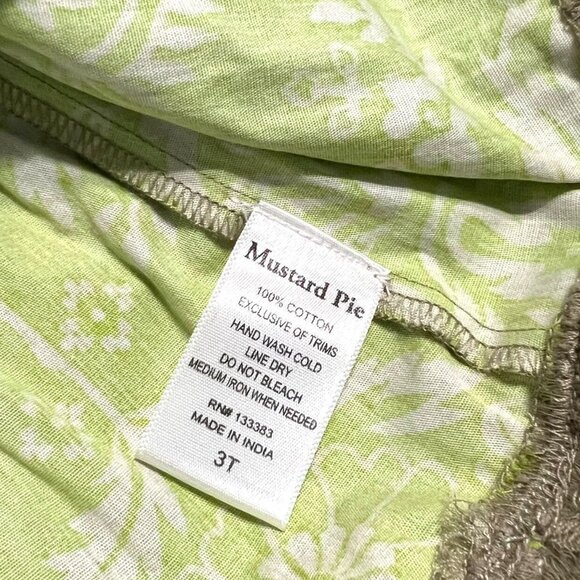 Mustard Pie
100% COTTON
EXCLUSIVE OF TRIMS
HAND WASH COLD
LINE DRY
DO NOT BLEACH
MEDIUM IRON WHEN NEEDED
RN# 133383
MADE IN INDIA
3T